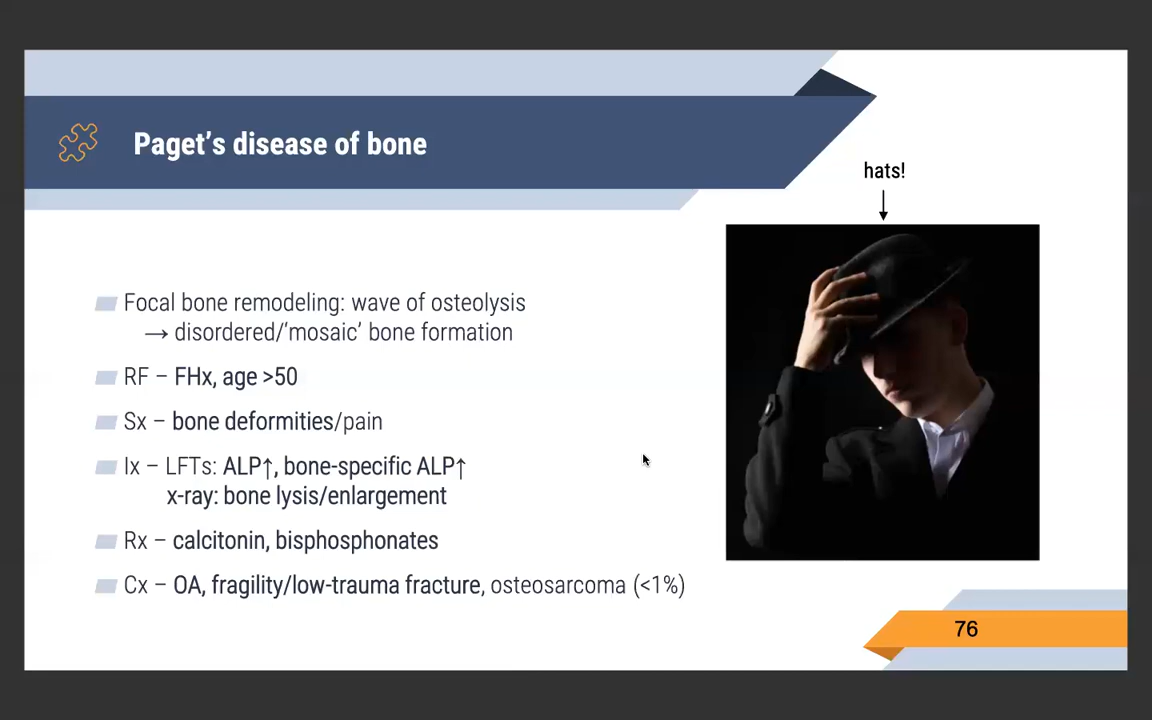 Paget’s disease of bone
hats!
Focal bone remodeling: wave of osteolysis
→ disordered/‘mosaic’ bone formation
RF – FHx, age >50
Sx – bone deformities/pain
Ix – LFTs: ALP↑, bone-specific ALP↑
x-ray: bone lysis/enlargement
Rx – calcitonin, bisphosphonates
Cx – OA, fragility/low-trauma fracture, osteosarcoma (<1%)
76